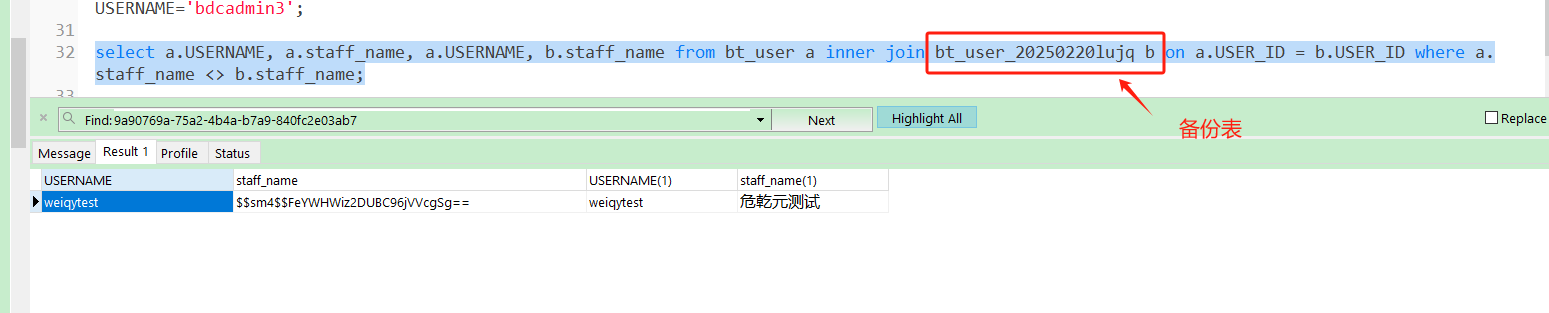 USERNAME='bdcadmin3';
31
32 select a.USERNAME, a.staff_name, a.USERNAME, b.staff_name from bt_user a inner join bt_user_20250220lujq b on a.USER_ID = b.USER_ID where a.
staff_name <> b.staff_name;
33
备份表
× Find: 9a90769a-75a2-4b4a-b7a9-840fc2e03ab7 Next Highlight All Replace
Message Result 1 Profile Status
USERNAME staff_name USERNAME(1) staff_name(1)
weiqytest $$sm4$$FeYWHWiz2DUBC96jVVcgSg== weiqytest 危乾元测试